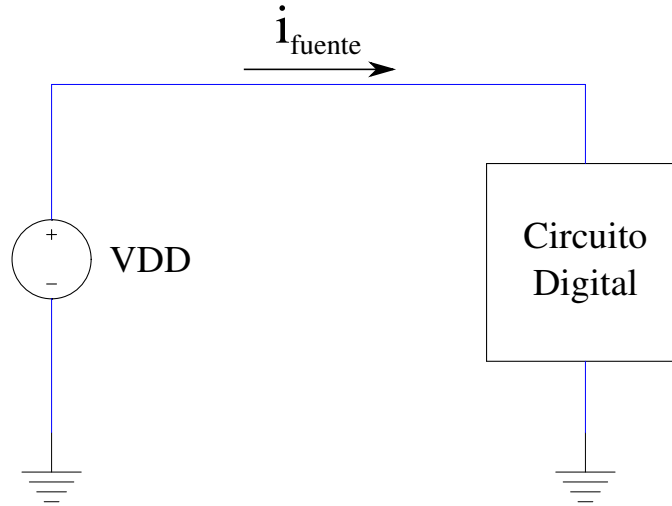 i_fuente
+
VDD
−
Circuito
Digital